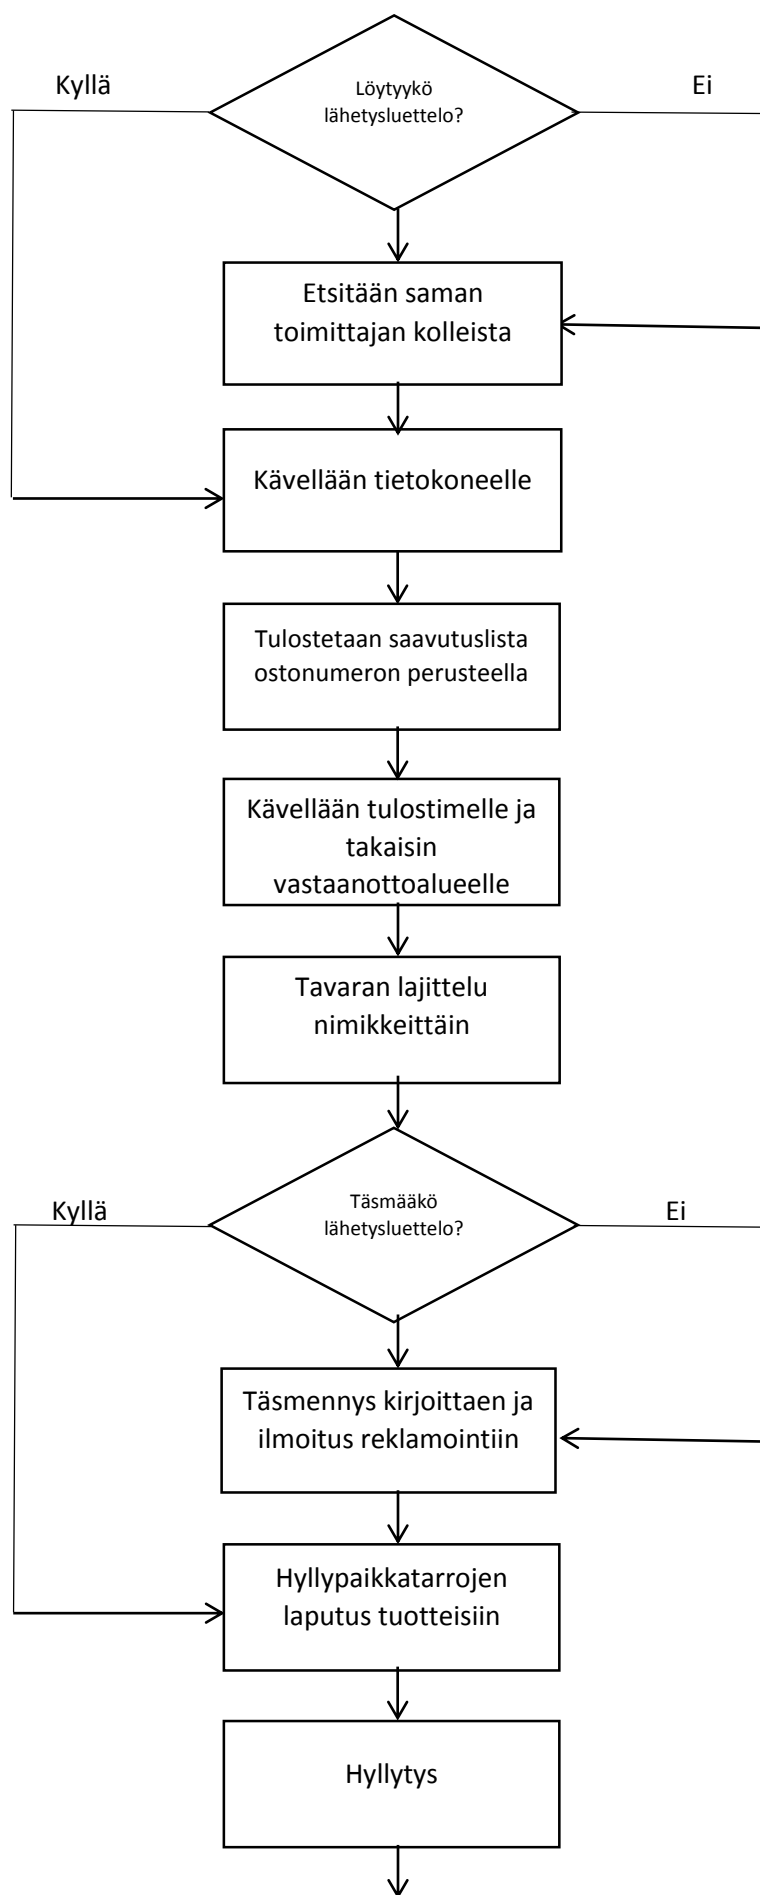 Kyllä
Löytyykö
lähetysluettelo?
Ei
Etsitään saman
toimittajan kolleista
Kävellään tietokoneelle
Tulostetaan saavutuslista
ostonumeron perusteella
Kävellään tulostimelle ja
takaisin
vastaanottoalueelle
Tavaran lajittelu
nimikkeittäin
Kyllä
Täsmääkö
lähetysluettelo?
Ei
Täsmennys kirjoittaen ja
ilmoitus reklamointiin
Hyllypaikkatarrojen
laputus tuotteisiin
Hyllytys